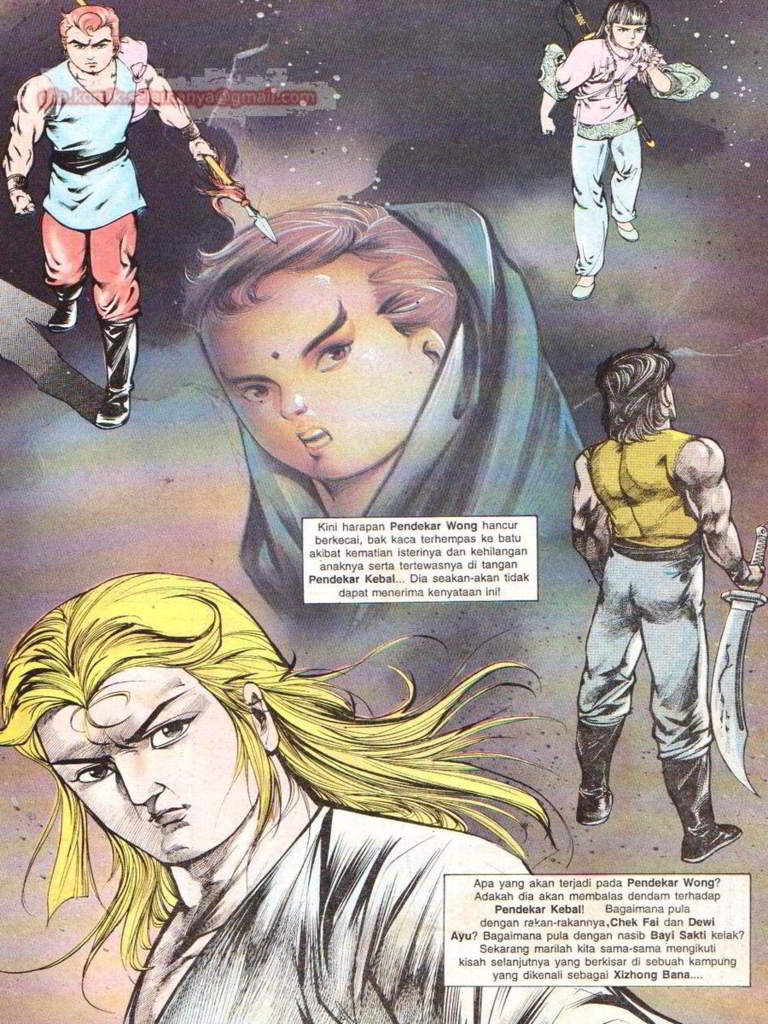 Kini harapan Pendekar Wong hancur
berkecai, bak kaca terhempas ke batu
akibat kematian isterinya dan kehilangan
anaknya serta tertewasnya di tangan
Pendekar Kebal... Dia seakan-akan tidak
dapat menerima kenyataan ini!
Apa yang akan terjadi pada Pendekar Wong?
Adakah dia akan membalas dendam terhadap
Pendekar Kebal! Bagaimana pula
dengan rakan-rakannya,Chek Fai dan Dewi
Ayu? Bagaimana pula dengan nasib Bayi Sakti kelak?
Sekarang marilah kita sama-sama mengikuti
kisah selanjutnya yang berkisar di sebuah kampung
yang dikenali sebagai Xizhong Bana....